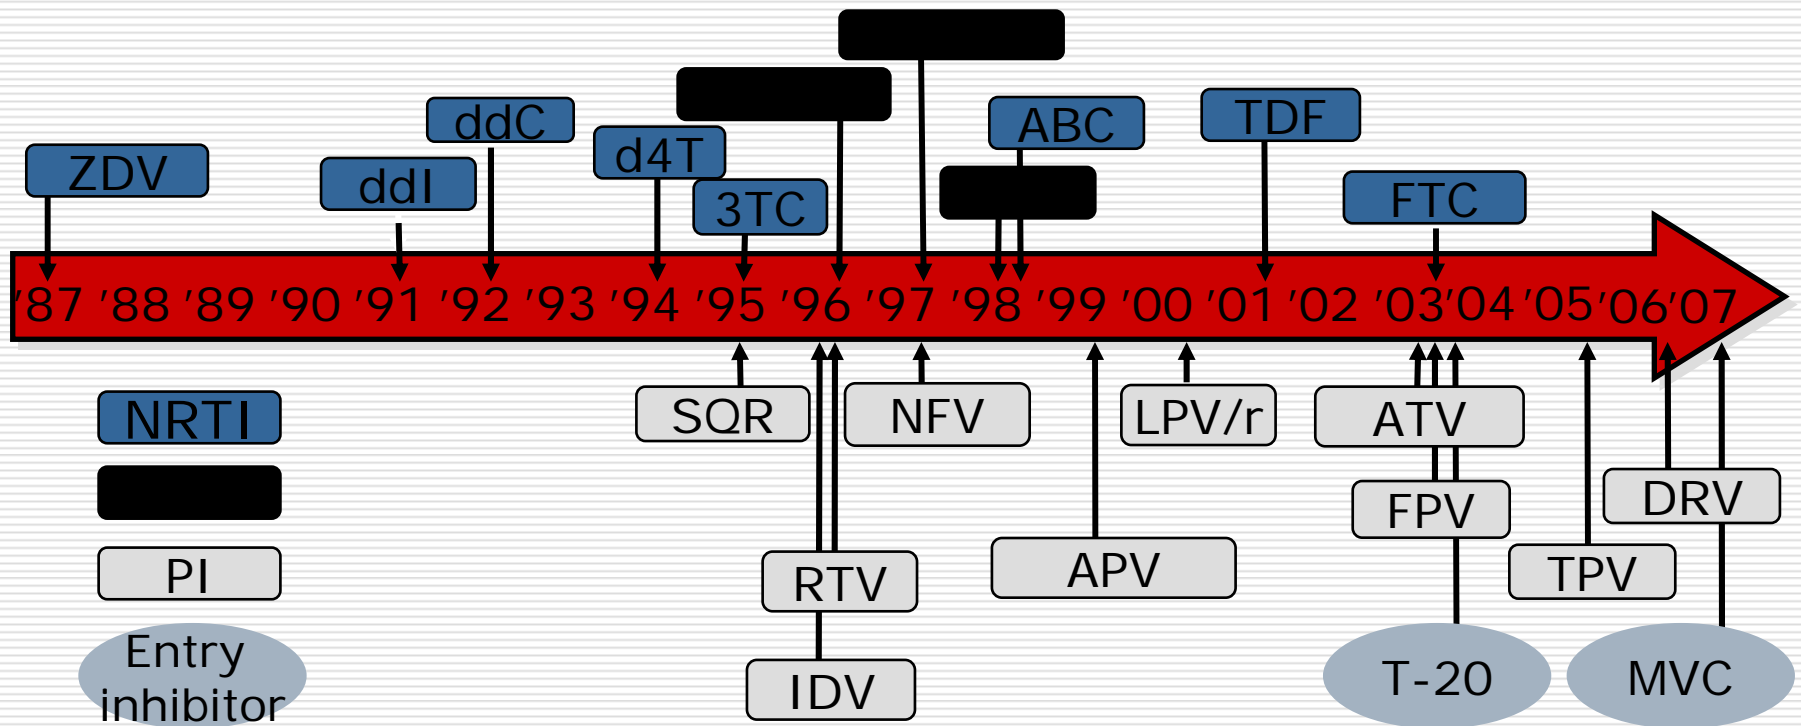 ddC
ABC
TDF
ZDV
ddI
d4T
3TC
FTC
'87 '88 '89 '90 '91 '92 '93 '94 '95 '96 '97 '98 '99 '00 '01 '02 '03 '04 '05 '06 '07
NRTI
SQR
NFV
LPV/r
ATV
FPV
DRV
PI
RTV
APV
TPV
Entry
inhibitor
IDV
T-20
MVC